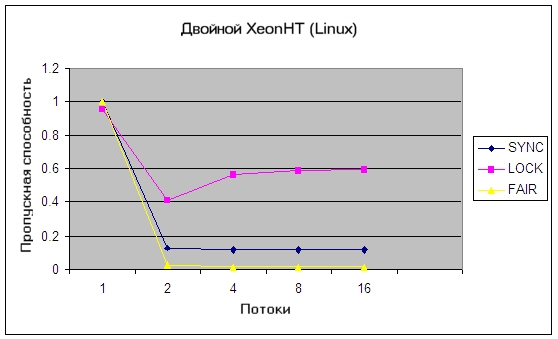 Двойной XeonHT (Linux)
Пропускная способность
1.2
1
0.8
0.6
0.4
0.2
0
1 2 4 8 16
Потоки
SYNC
LOCK
FAIR